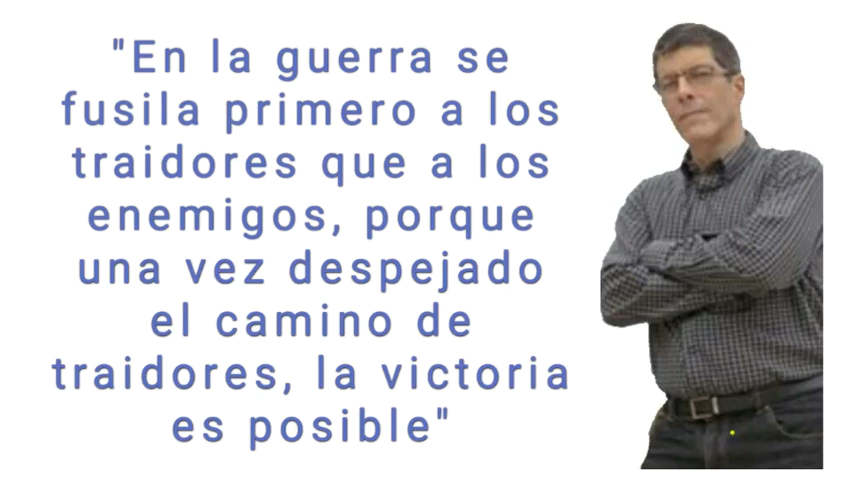 "En la guerra se
fusila primero a los
traidores que a los
enemigos, porque
una vez despejado
el camino de
traidores, la victoria
es posible"